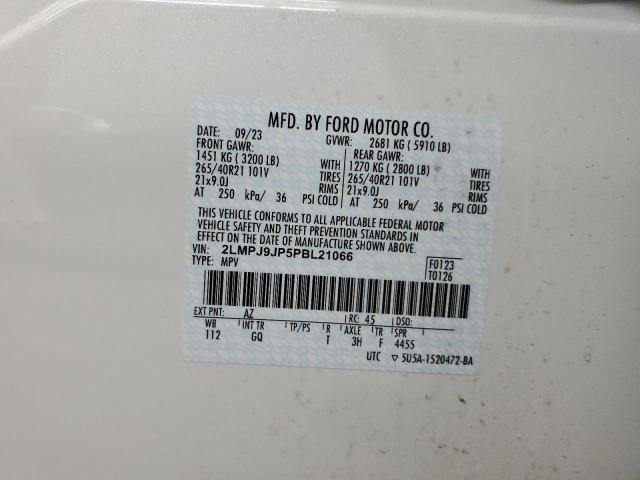 MFD. BY FORD MOTOR CO.
DATE: 09/23 GVWR: 2681 KG ( 5910 LB)
FRONT GAWR: REAR GAWR:
1451 KG ( 3200 LB) WITH 1270 KG ( 2800 LB) WITH
265/40R21 101V TIRES 265/40R21 101V TIRES
21x9.0J RIMS 21x9.0J RIMS
AT 250 kPa/ 36 PSI COLD AT 250 kPa/ 36 PSI COLD
THIS VEHICLE CONFORMS TO ALL APPLICABLE FEDERAL MOTOR
VEHICLE SAFETY AND THEFT PREVENTION STANDARDS IN
EFFECT ON THE DATE OF MANUFACTURE SHOWN ABOVE.
VIN: 2LMPJ9JP5PBL21066 F0123
TYPE: MPV T0126
EXT PNT: AZ RC: 45 DSO:
WB INT TR TP/PS R AXLE TR SPR
112 GQ T 3H F 4455
UTC ▽ 5U5A-1520472-BA